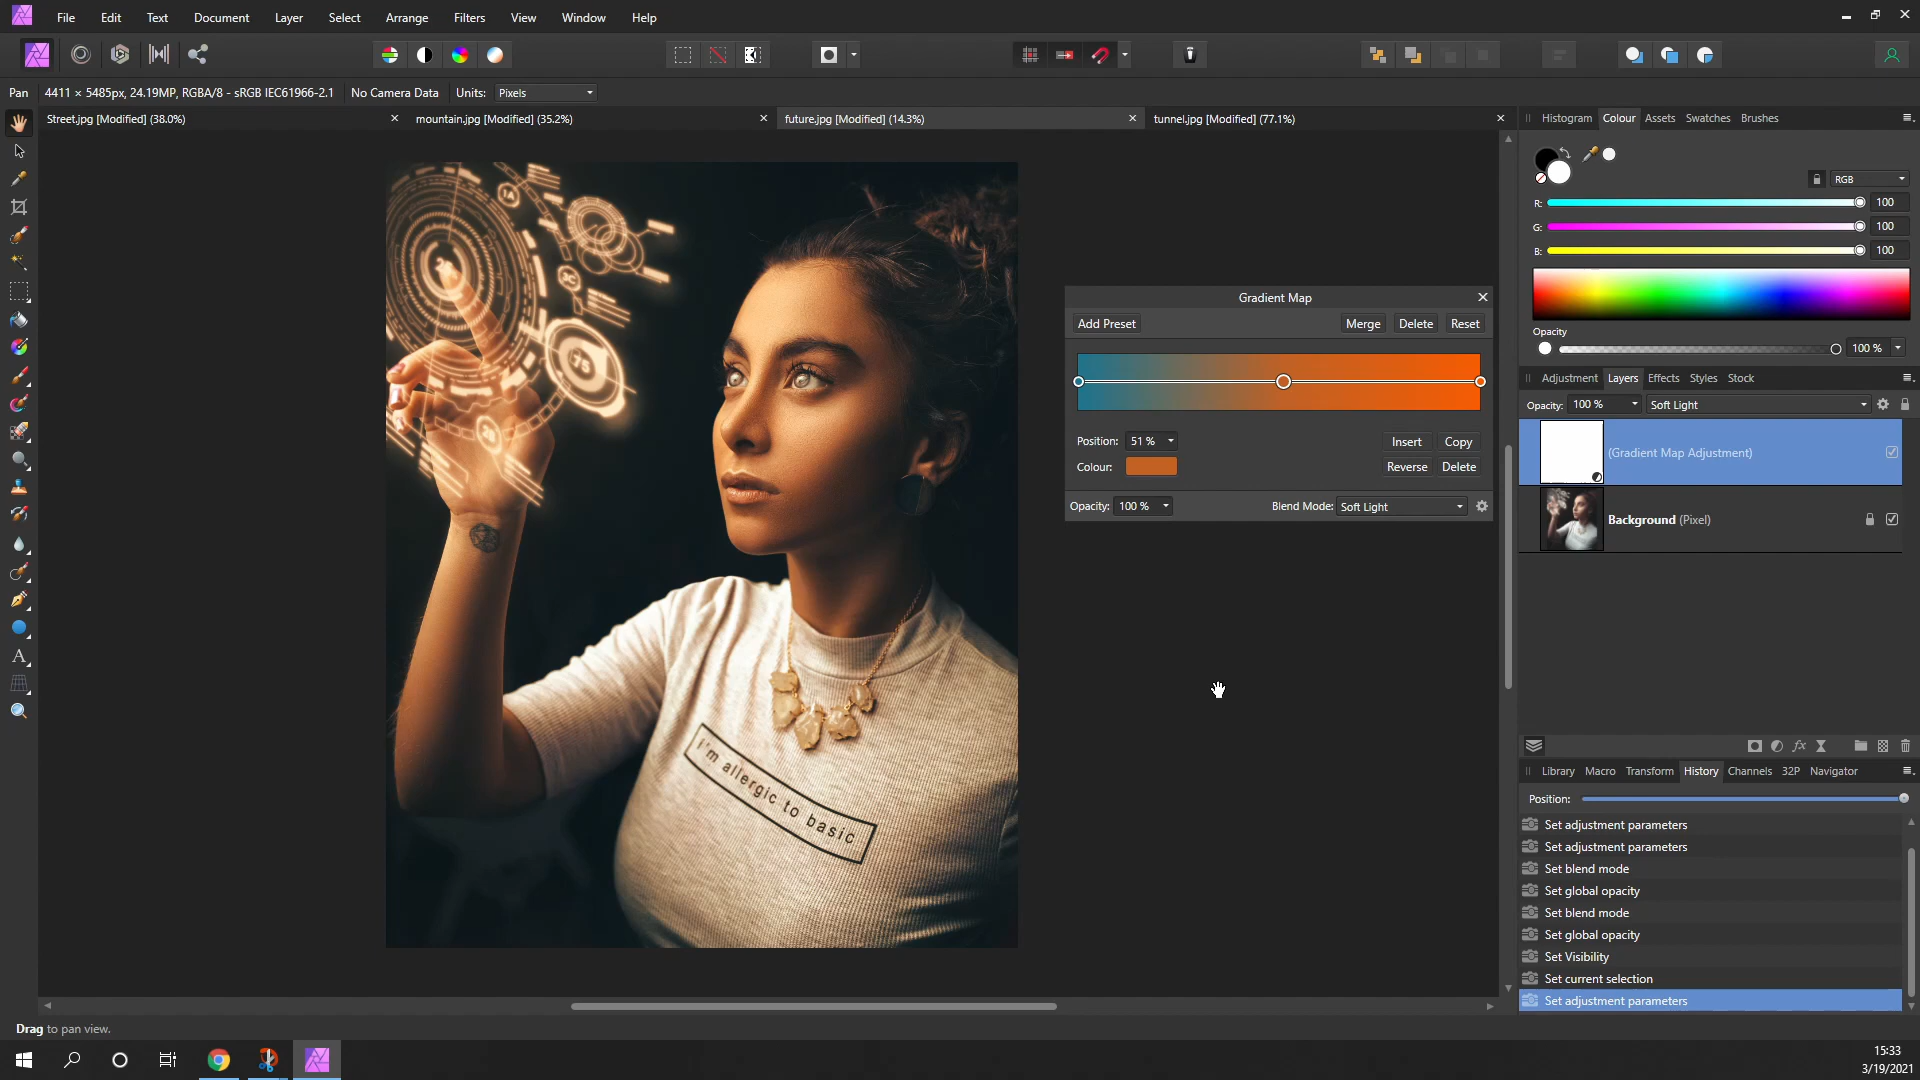 File Edit Text Document Layer Select Arrange Filters View Window Help
Pan 4411 × 5485px, 24.19MP, RGBA/8 - sRGB IEC61966-2.1 No Camera Data Units: Pixels
Street.jpg [Modified] (38.0%) mountain.jpg [Modified] (35.2%) future.jpg [Modified] (14.3%) tunnel.jpg [Modified] (77.1%)
Histogram Colour Assets Swatches Brushes
RGB
R: 100
G: 100
B: 100
Opacity
100 %
Gradient Map
Add Preset Merge Delete Reset
Position: 51 % Insert Copy
Colour: Reverse Delete
Opacity: 100 % Blend Mode: Soft Light
Adjustment Layers Effects Styles Stock
Opacity: 100 % Soft Light
(Gradient Map Adjustment)
Background (Pixel)
i'm allergic to basic
Library Macro Transform History Channels 32P Navigator
Position:
Set adjustment parameters
Set adjustment parameters
Set blend mode
Set global opacity
Set blend mode
Set global opacity
Set Visibility
Set current selection
Set adjustment parameters
Drag to pan view.
15:33
3/19/2021